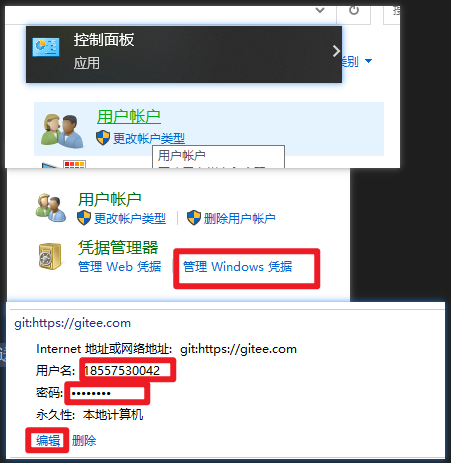 控制面板
应用
类别
用户帐户
更改帐户类型
用户帐户
用户帐户
更改帐户类型 删除用户帐户
凭据管理器
管理 Web 凭据 管理 Windows 凭据
git:https://gitee.com
Internet 地址或网络地址: git:https://gitee.com
用户名: 18557530042
密码: ••••••••
永久性: 本地计算机
编辑 删除